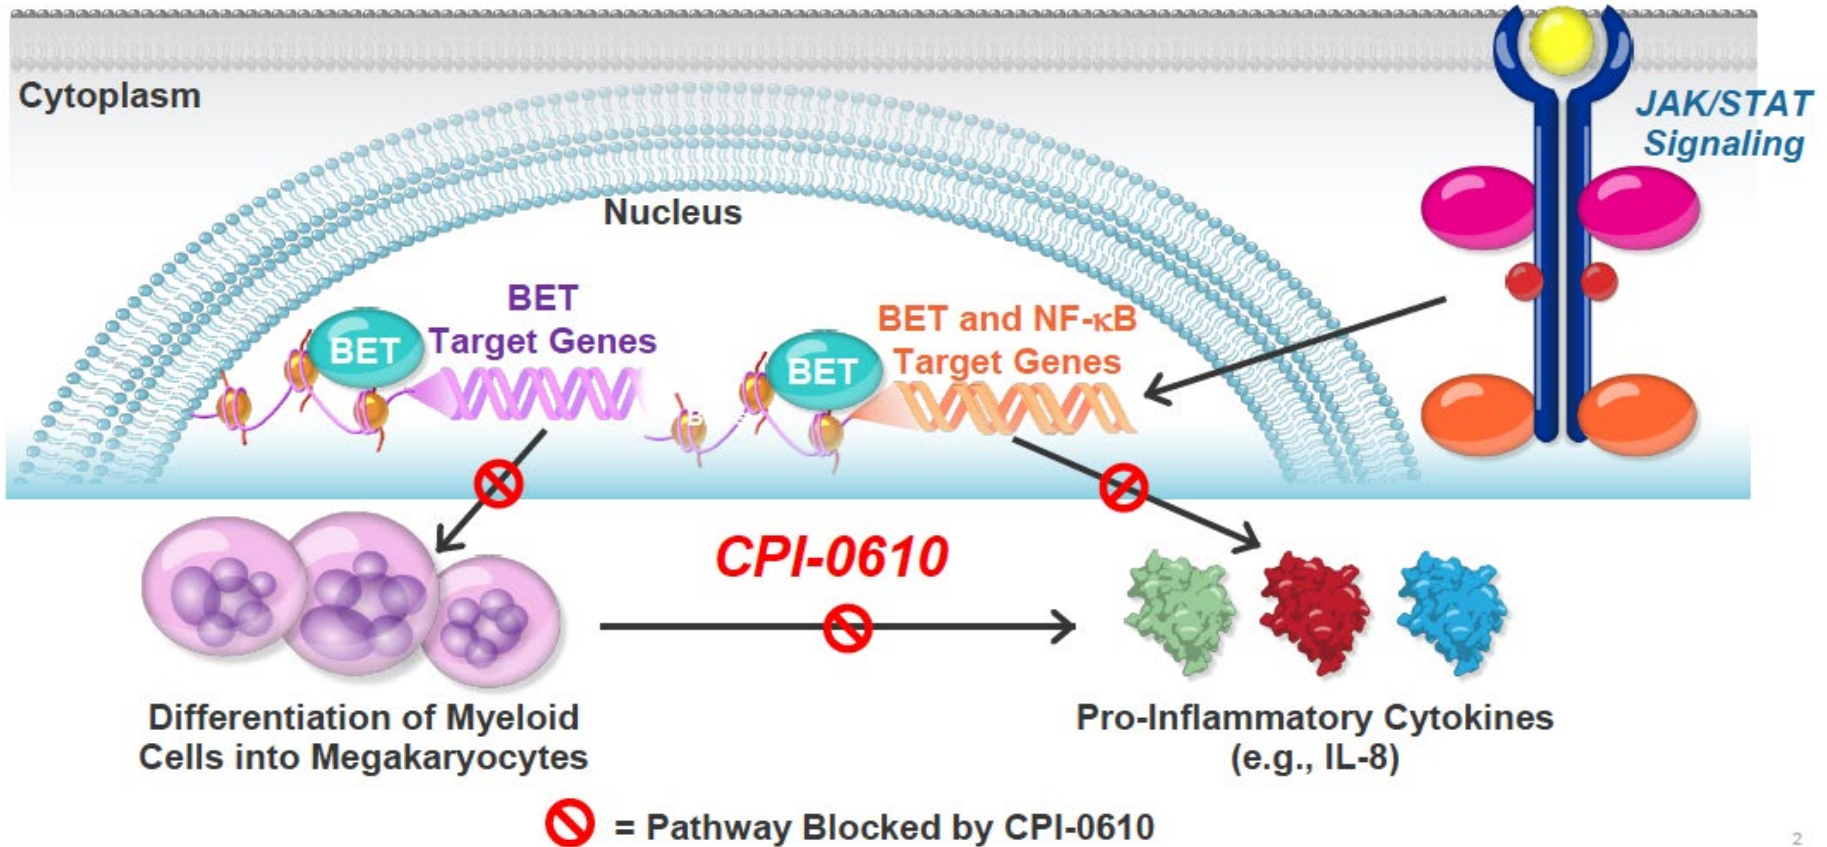 Cytoplasm
JAK/STAT
Signaling
Nucleus
BET
Target Genes
BET
BET and NF-κB
Target Genes
BET
B
CPI-0610
Differentiation of Myeloid
Cells into Megakaryocytes
Pro-Inflammatory Cytokines
(e.g., IL-8)
= Pathway Blocked by CPI-0610
2